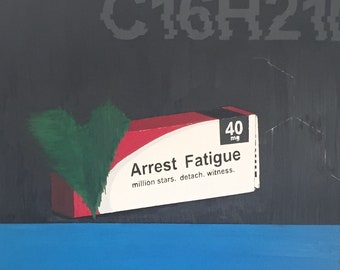 C16H21
40
mg
Arrest Fatigue
million stars. detach. witness.